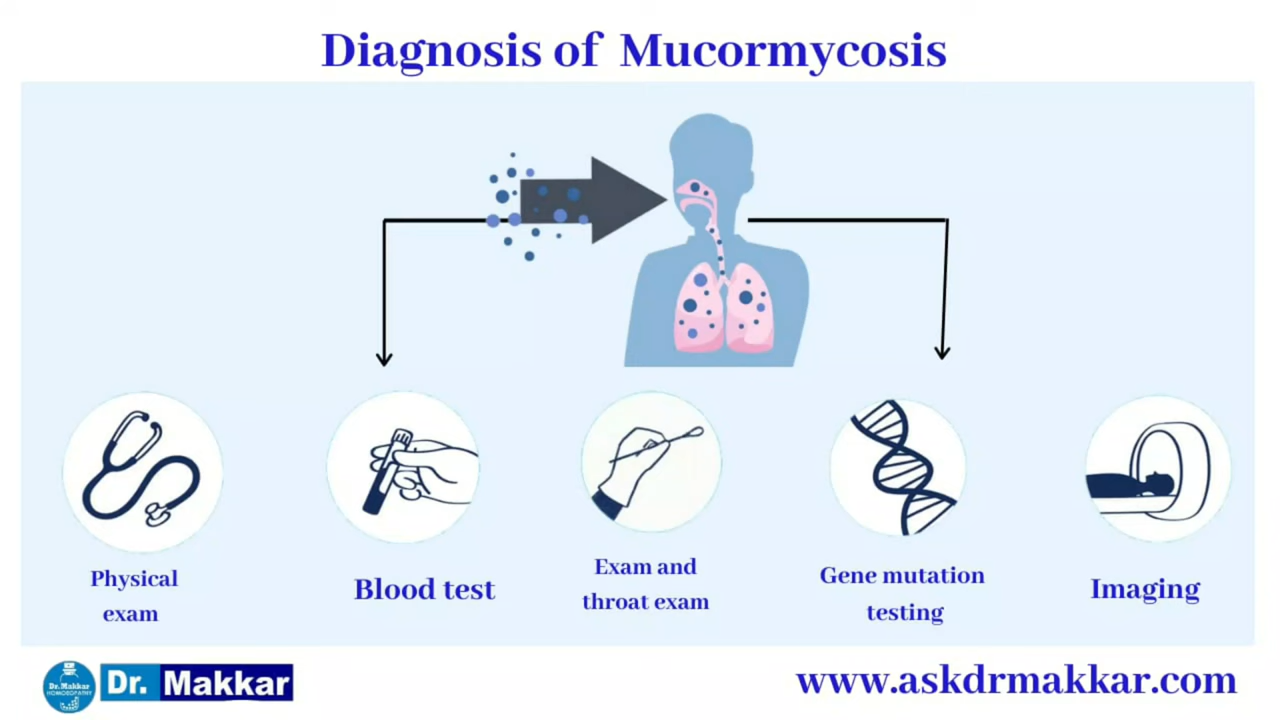 Diagnosis of Mucormycosis
Physical
exam
Blood test
Exam and
throat exam
Gene mutation
testing
Imaging
Dr.Makkar
HOMOEOPATHY
Dr. Makkar
www.askdrmakkar.com